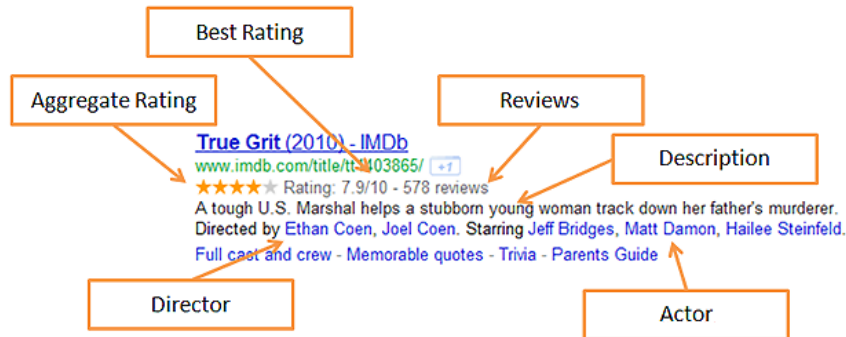 Best Rating
Aggregate Rating
Reviews
True Grit (2010) - IMDb
www.imdb.com/title/tt1403865/ +1
Rating: 7.9/10 - 578 reviews
Description
A tough U.S. Marshal helps a stubborn young woman track down her father's murderer.
Directed by Ethan Coen, Joel Coen. Starring Jeff Bridges, Matt Damon, Hailee Steinfeld.
Full cast and crew - Memorable quotes - Trivia - Parents Guide
Director
Actor